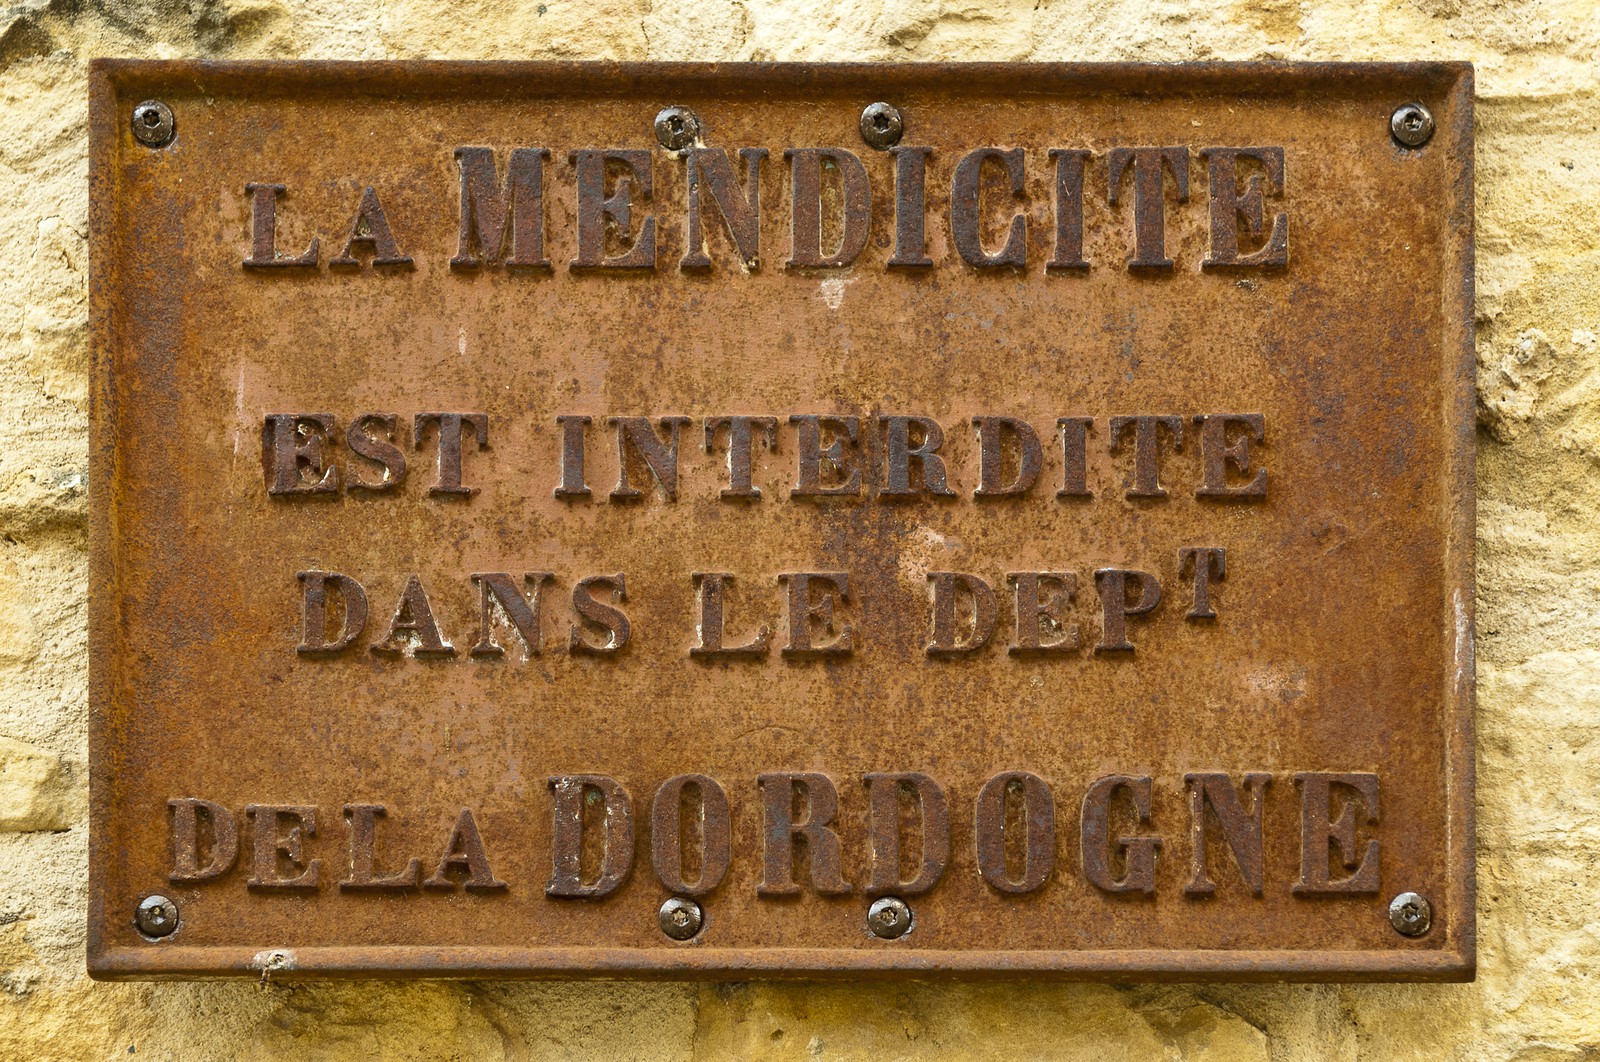 LA MENDICITE
EST INTERDITE
DANS LE DEPT
DE LA DORDOGNE